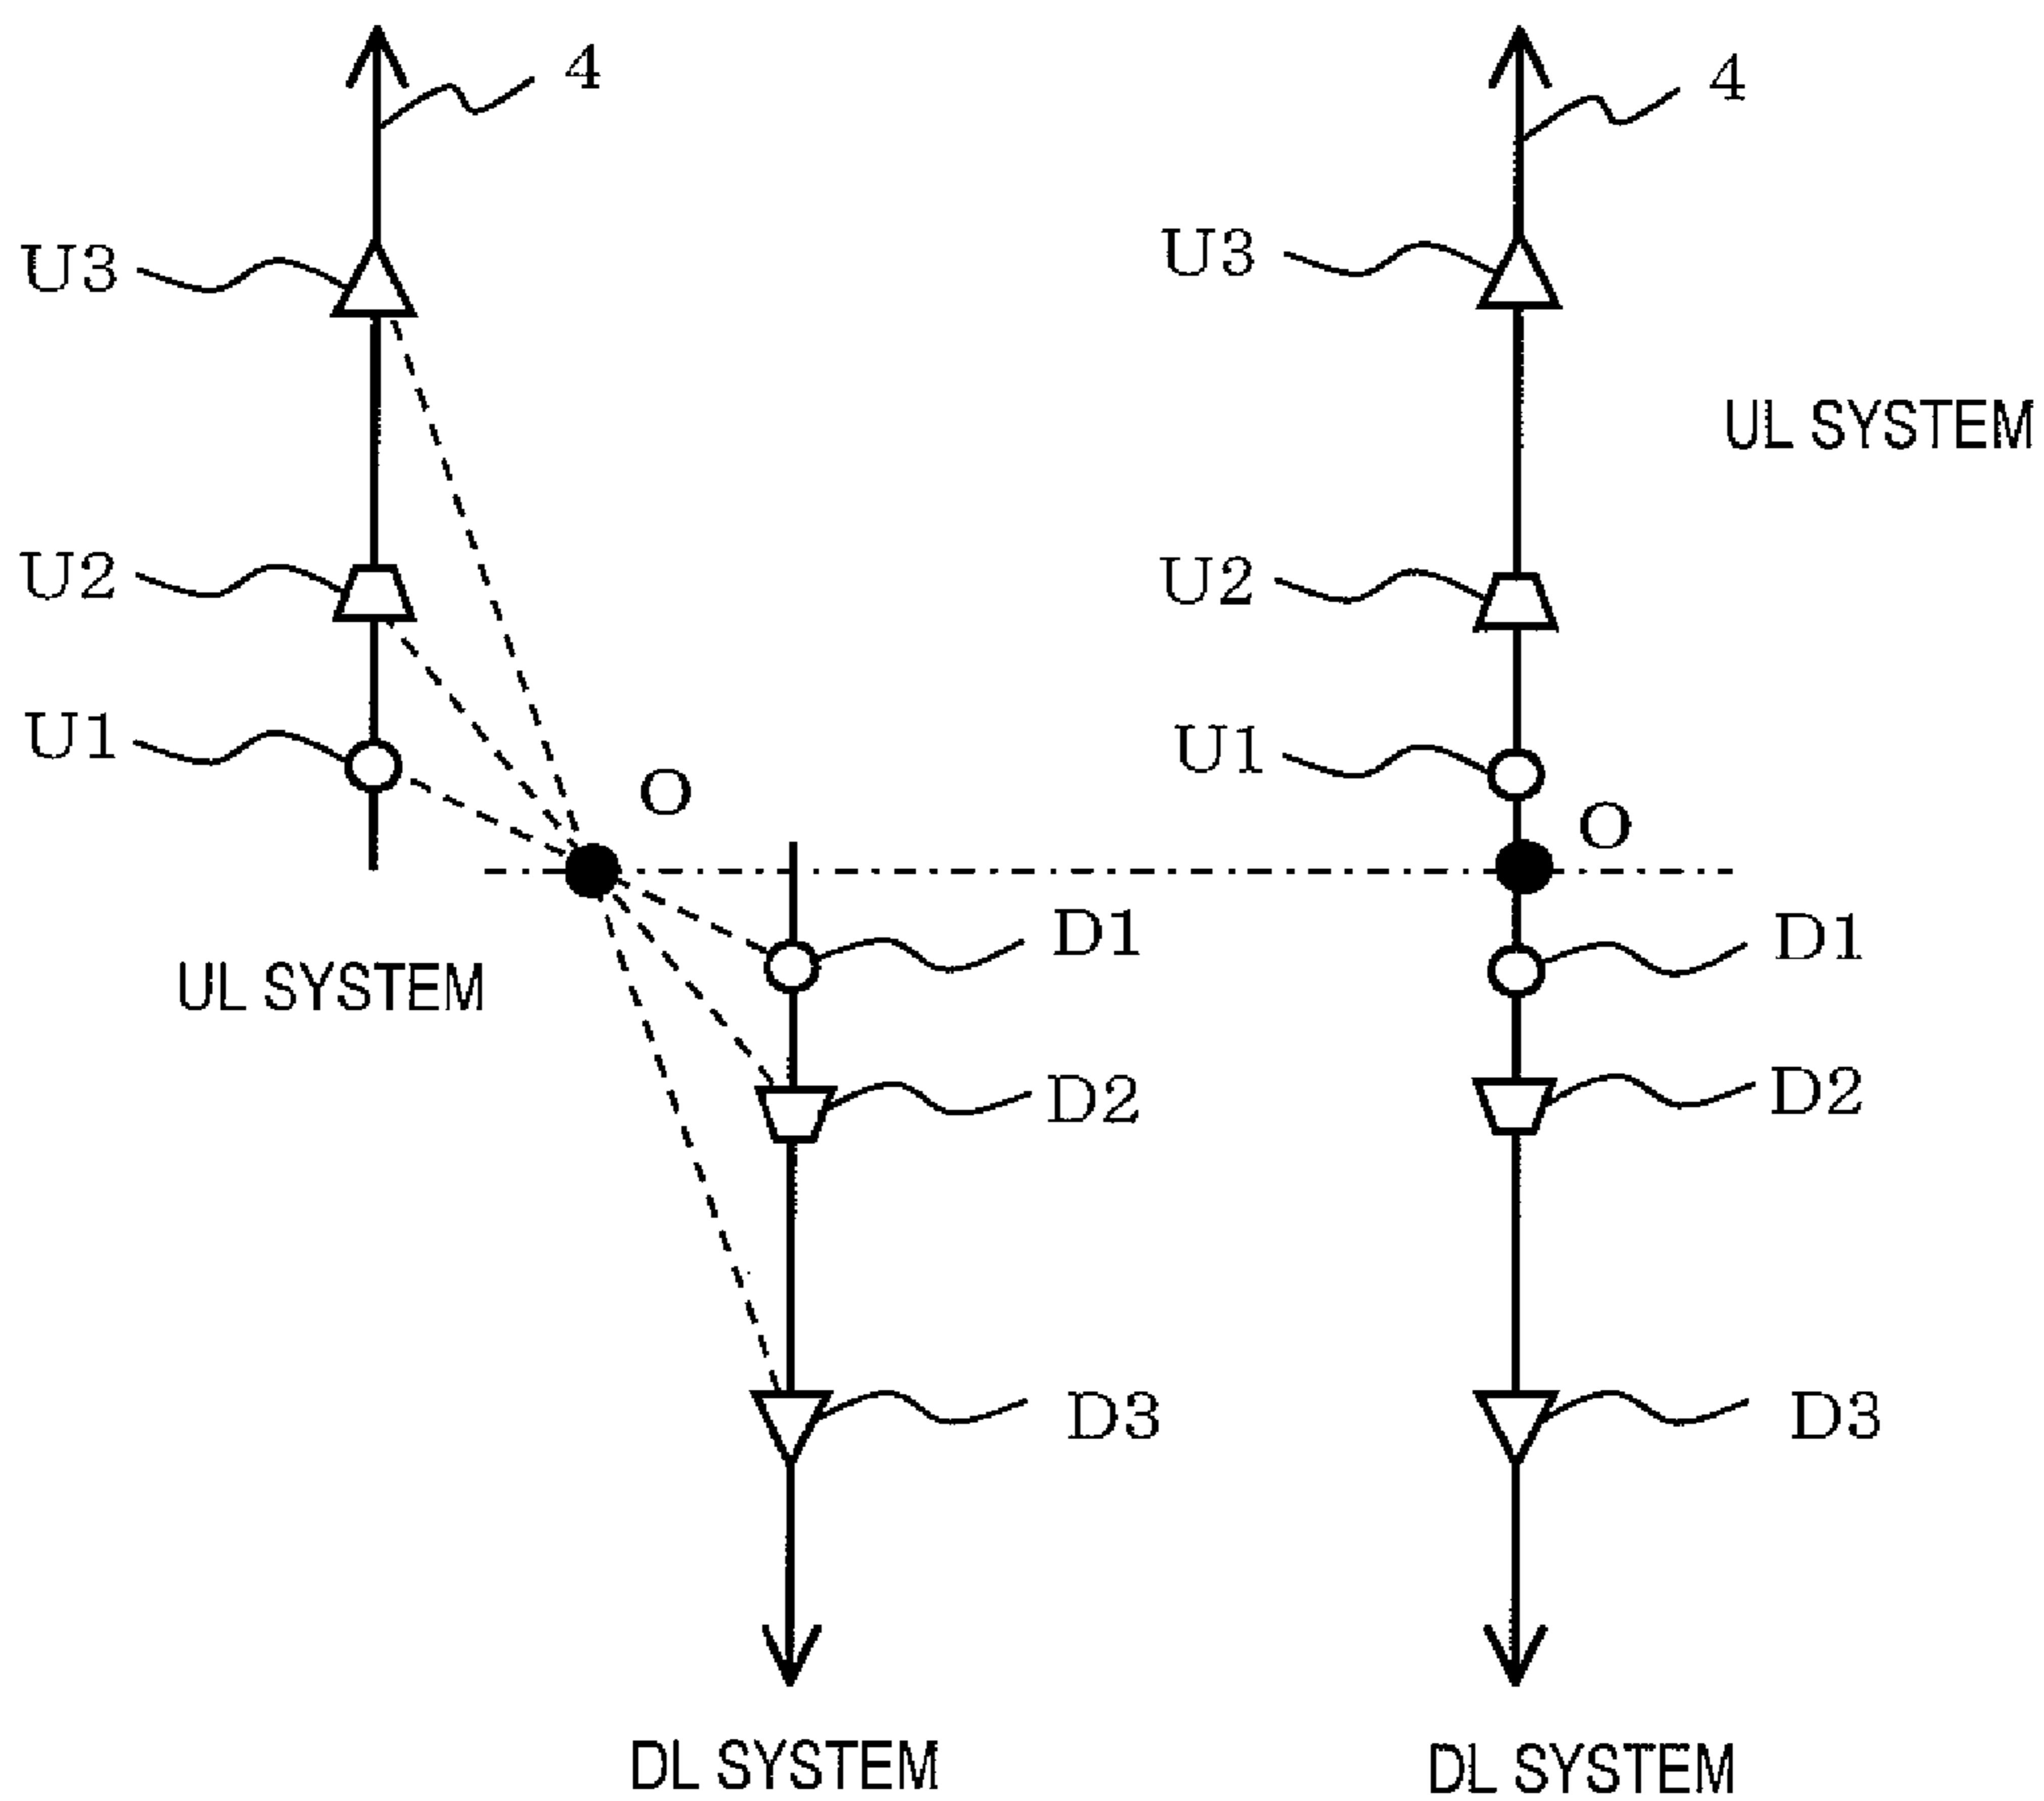 4
4
U3
U3
UL SYSTEM
U2
U2
U1
U1
O
O
D1
D1
UL SYSTEM
D2
D2
D3
D3
DL SYSTEM
DL SYSTEM